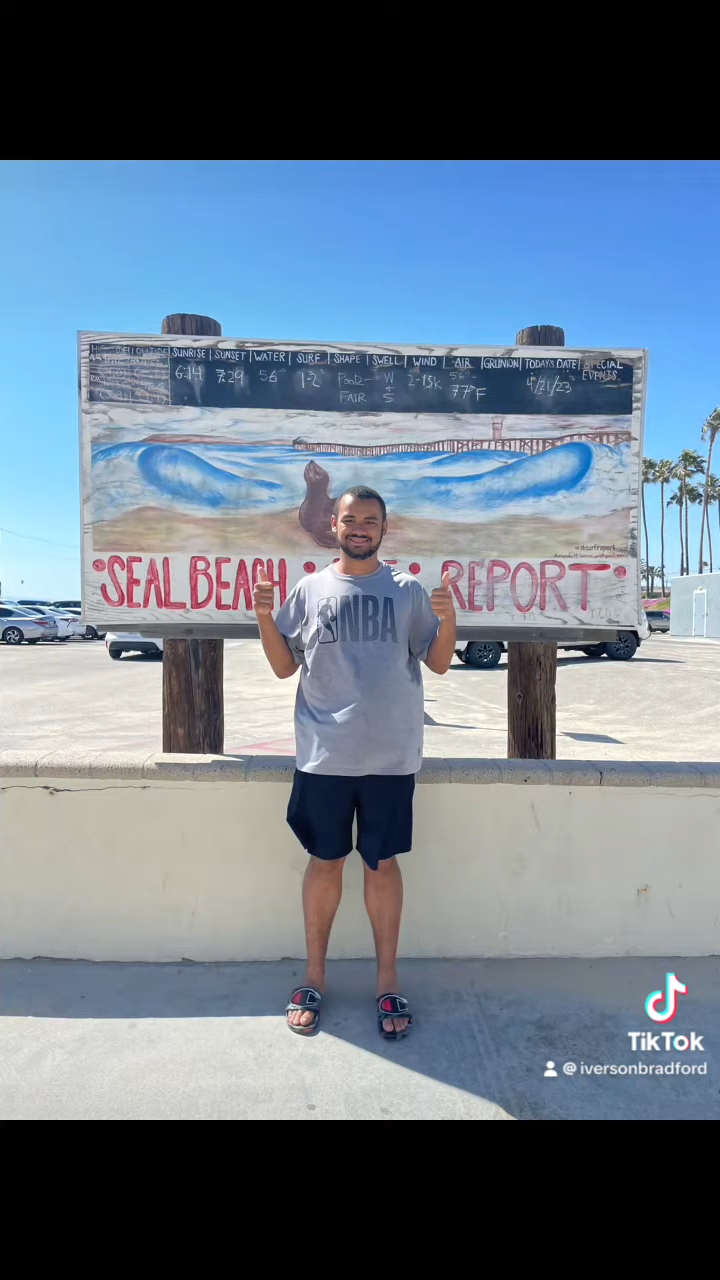 SUNRISE | SUNSET | WATER | SURF | SHAPE | SWELL | WIND | AIR | GRUNION | TODAYS DATE | SPECIAL EVENTS
6:14 7:29 56 1-2 POOR- FAIR W + S 2-15K 77°F 4/21/23
@sbsurfreport
•SEAL BEACH • REPORT•
NBA
TikTok
@iversonbradford